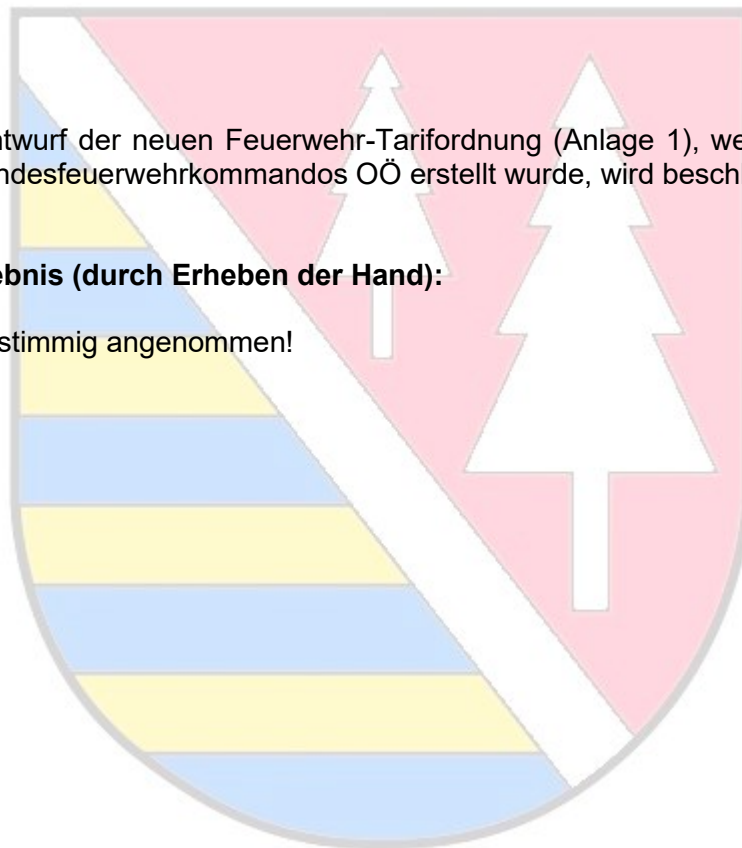 ntwurf der neuen Feuerwehr-Tarifordnung (Anlage 1), we
ndesfeuerwehrkommandos OÖ erstellt wurde, wird besch
ebnis (durch Erheben der Hand):
stimmig angenommen!